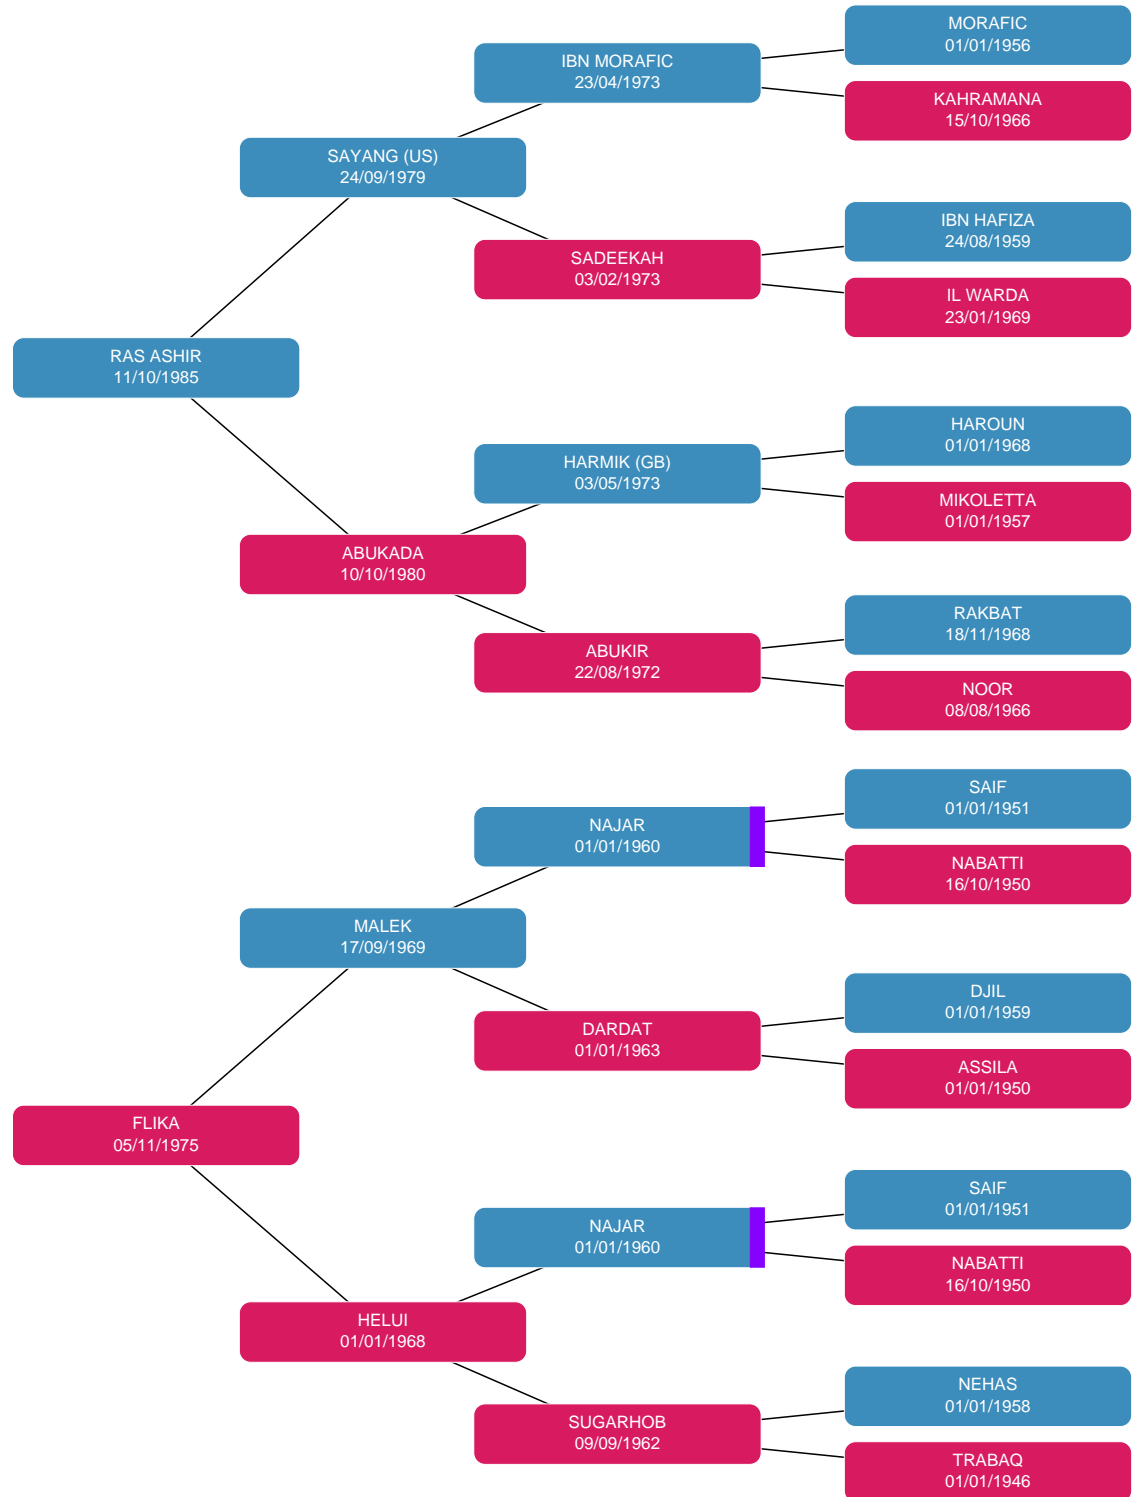 MORAFIC
01/01/1956
IBN MORAFIC
23/04/1973
KAHRAMANA
15/10/1966
SAYANG (US)
24/09/1979
IBN HAFIZA
24/08/1959
SADEEKAH
03/02/1973
IL WARDA
23/01/1969
RAS ASHIR
11/10/1985
HAROUN
01/01/1968
HARMIK (GB)
03/05/1973
MIKOLETTA
01/01/1957
ABUKADA
10/10/1980
RAKBAT
18/11/1968
ABUKIR
22/08/1972
NOOR
08/08/1966
SAIF
01/01/1951
NAJAR
01/01/1960
NABATTI
16/10/1950
MALEK
17/09/1969
DJIL
01/01/1959
DARDAT
01/01/1963
ASSILA
01/01/1950
FLIKA
05/11/1975
SAIF
01/01/1951
NAJAR
01/01/1960
NABATTI
16/10/1950
HELUI
01/01/1968
NEHAS
01/01/1958
SUGARHOB
09/09/1962
TRABAQ
01/01/1946